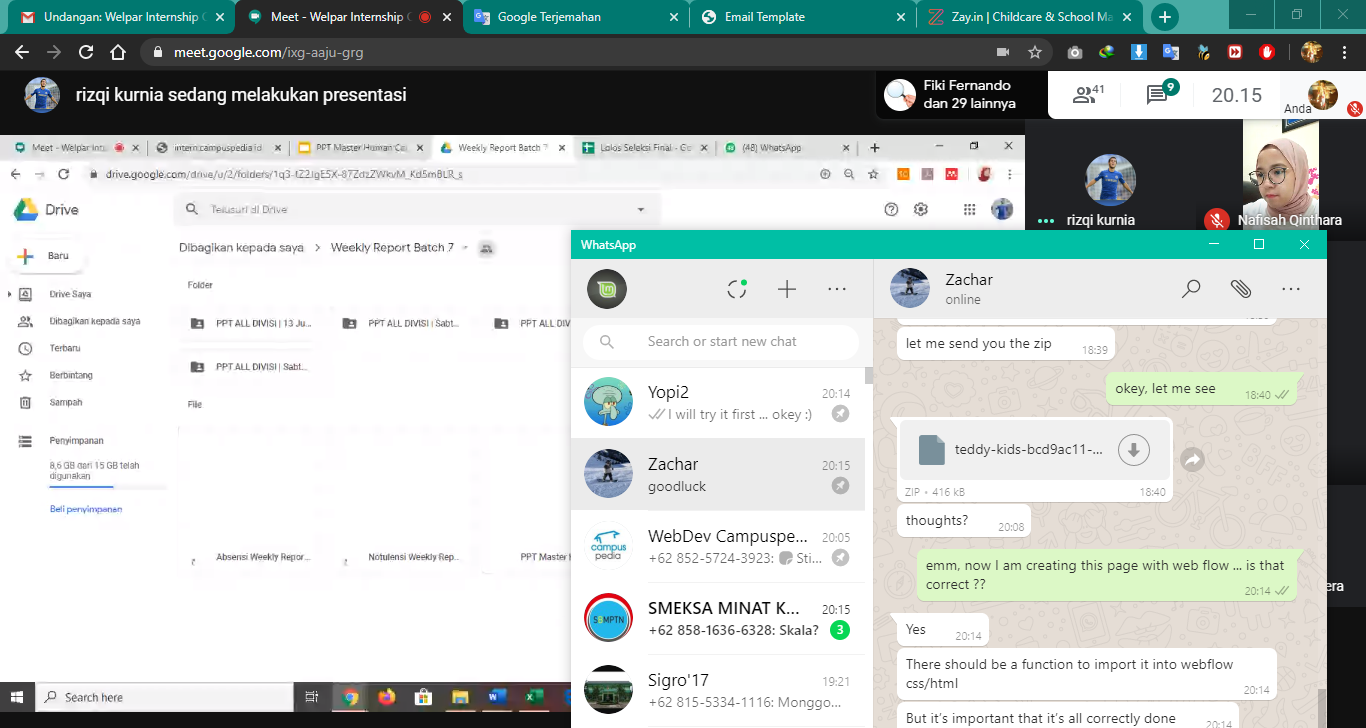 Undangan: Welpar Internship C
Meet - Welpar Internship C
Google Terjemahan
Email Template
Zay.in | Childcare & School Ma
meet.google.com/ixg-aaju-grg
rizqi kurnia sedang melakukan presentasi
Fiki Fernando
dan 29 lainnya
41
9
20.15
Anda
Meet - Welpar Intu
intern.campuspedia.id
PPT Master Human Ca
Weekly Report Batch 7
Lolos Seleksi Final - Go
(48) WhatsApp
Drive
Telusuri di Drive
Baru
Dibagikan kepada saya
Weekly Report Batch 7
Folder
Drive Saya
Dibagikan kepada saya
Terbaru
Berbintang
Sampah
Penyimpanan
8,6 GB dari 15 GB telah
digunakan
Beli penyimpanan
PPT ALL DIVISI | 13 Ju...
PPT ALL DIVISI | Sabt...
PPT ALL DIV
PPT ALL DIVISI | Sabt...
File
Absensi Weekly Repor...
Notulensi Weekly Rep...
PPT Master
rizqi kurnia
Nafisah Qinthara
era
WhatsApp
Search or start new chat
Yopi2
20:14
I will try it first ... okey :)
Zachar
20:15
goodluck
WebDev Campuspe...
20:05
+62 852-5724-3923: Sti...
campus
pedia
SMEKSA MINAT K...
20:15
+62 858-1636-6328: Skala?
3
Sigro'17
19:21
+62 815-5334-1116: Monggo...
Zachar
online
let me send you the zip
18:39
okey, let me see
18:40
teddy-kids-bcd9ac11-...
ZIP • 416 kB
18:40
thoughts?
20:08
emm, now I am creating this page with web flow ... is that
correct ??
20:14
Yes
20:14
There should be a function to import it into webflow
css/html
20:14
But it's important that it's all correctly done
20:14
Search here